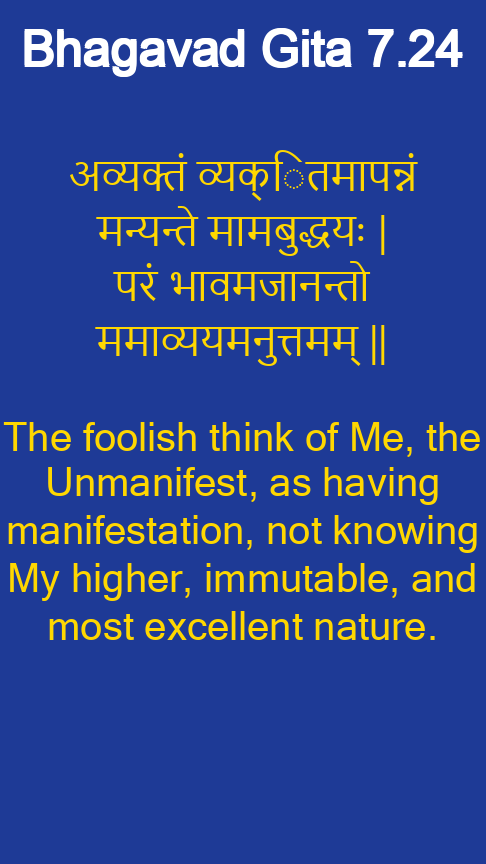 Bhagavad Gita 7.24
अव्यक्तं व्यक्ितमापन्नं
मन्यन्ते मामबुद्धयः |
परं भावमजानन्तो
ममाव्ययमनुत्तमम् ||
The foolish think of Me, the
Unmanifest, as having
manifestation, not knowing
My higher, immutable, and
most excellent nature.